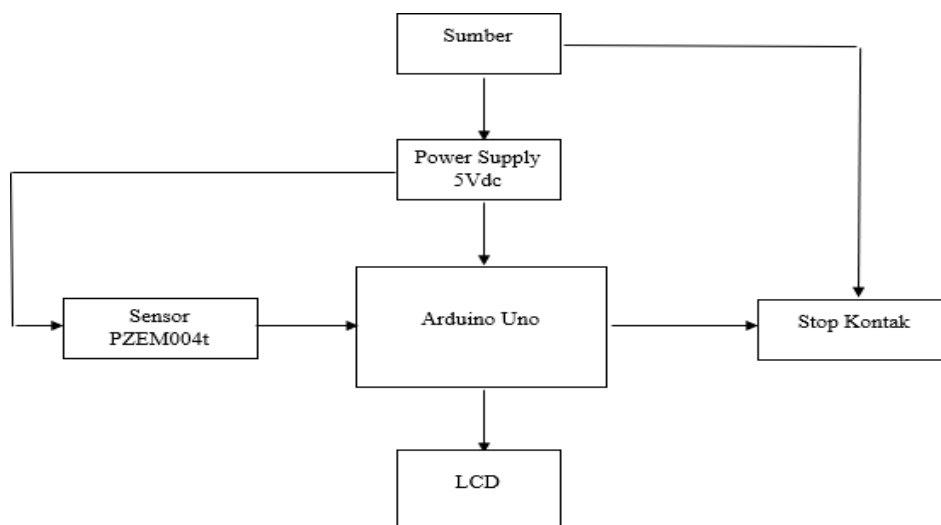 Sumber
Power Supply
5Vdc
Sensor
PZEM004t
Arduino Uno
Stop Kontak
LCD